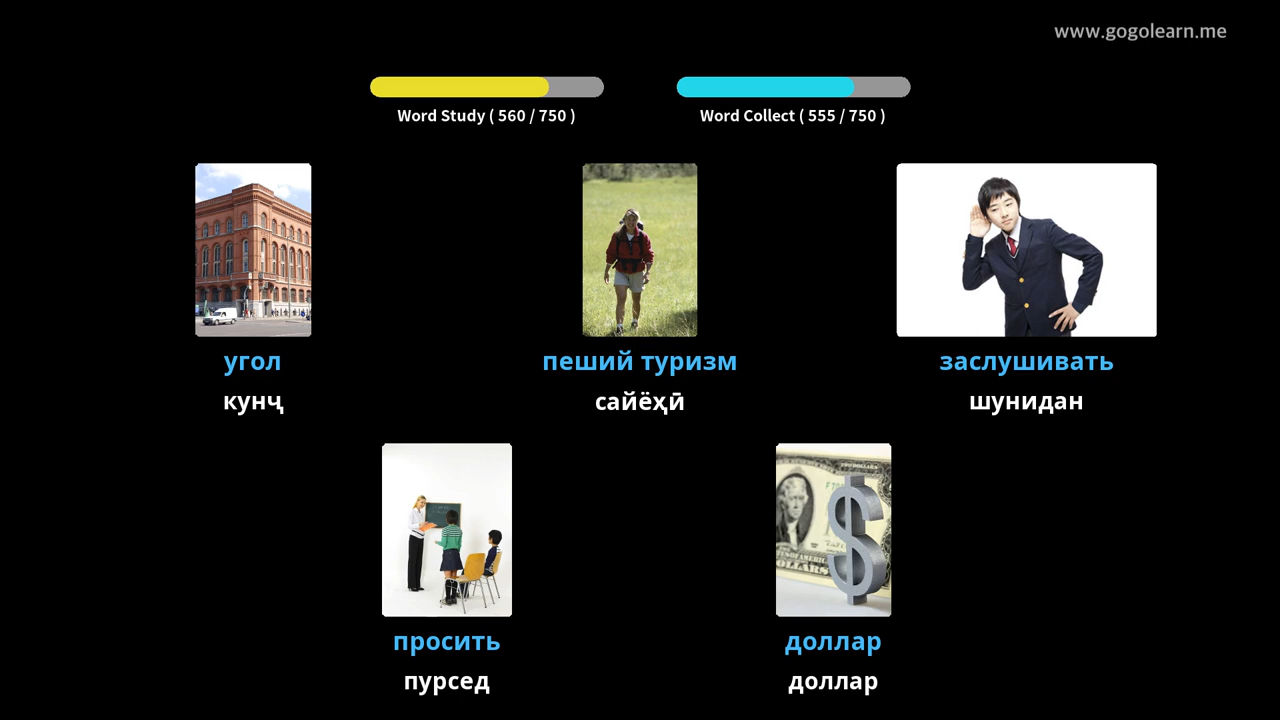 www.gogolearn.me
Word Study ( 560 / 750 )
Word Collect ( 555 / 750 )
угол
пеший туризм
заслушивать
кунҷ
сайёҳӣ
шунидан
просить
доллар
пурсед
доллар